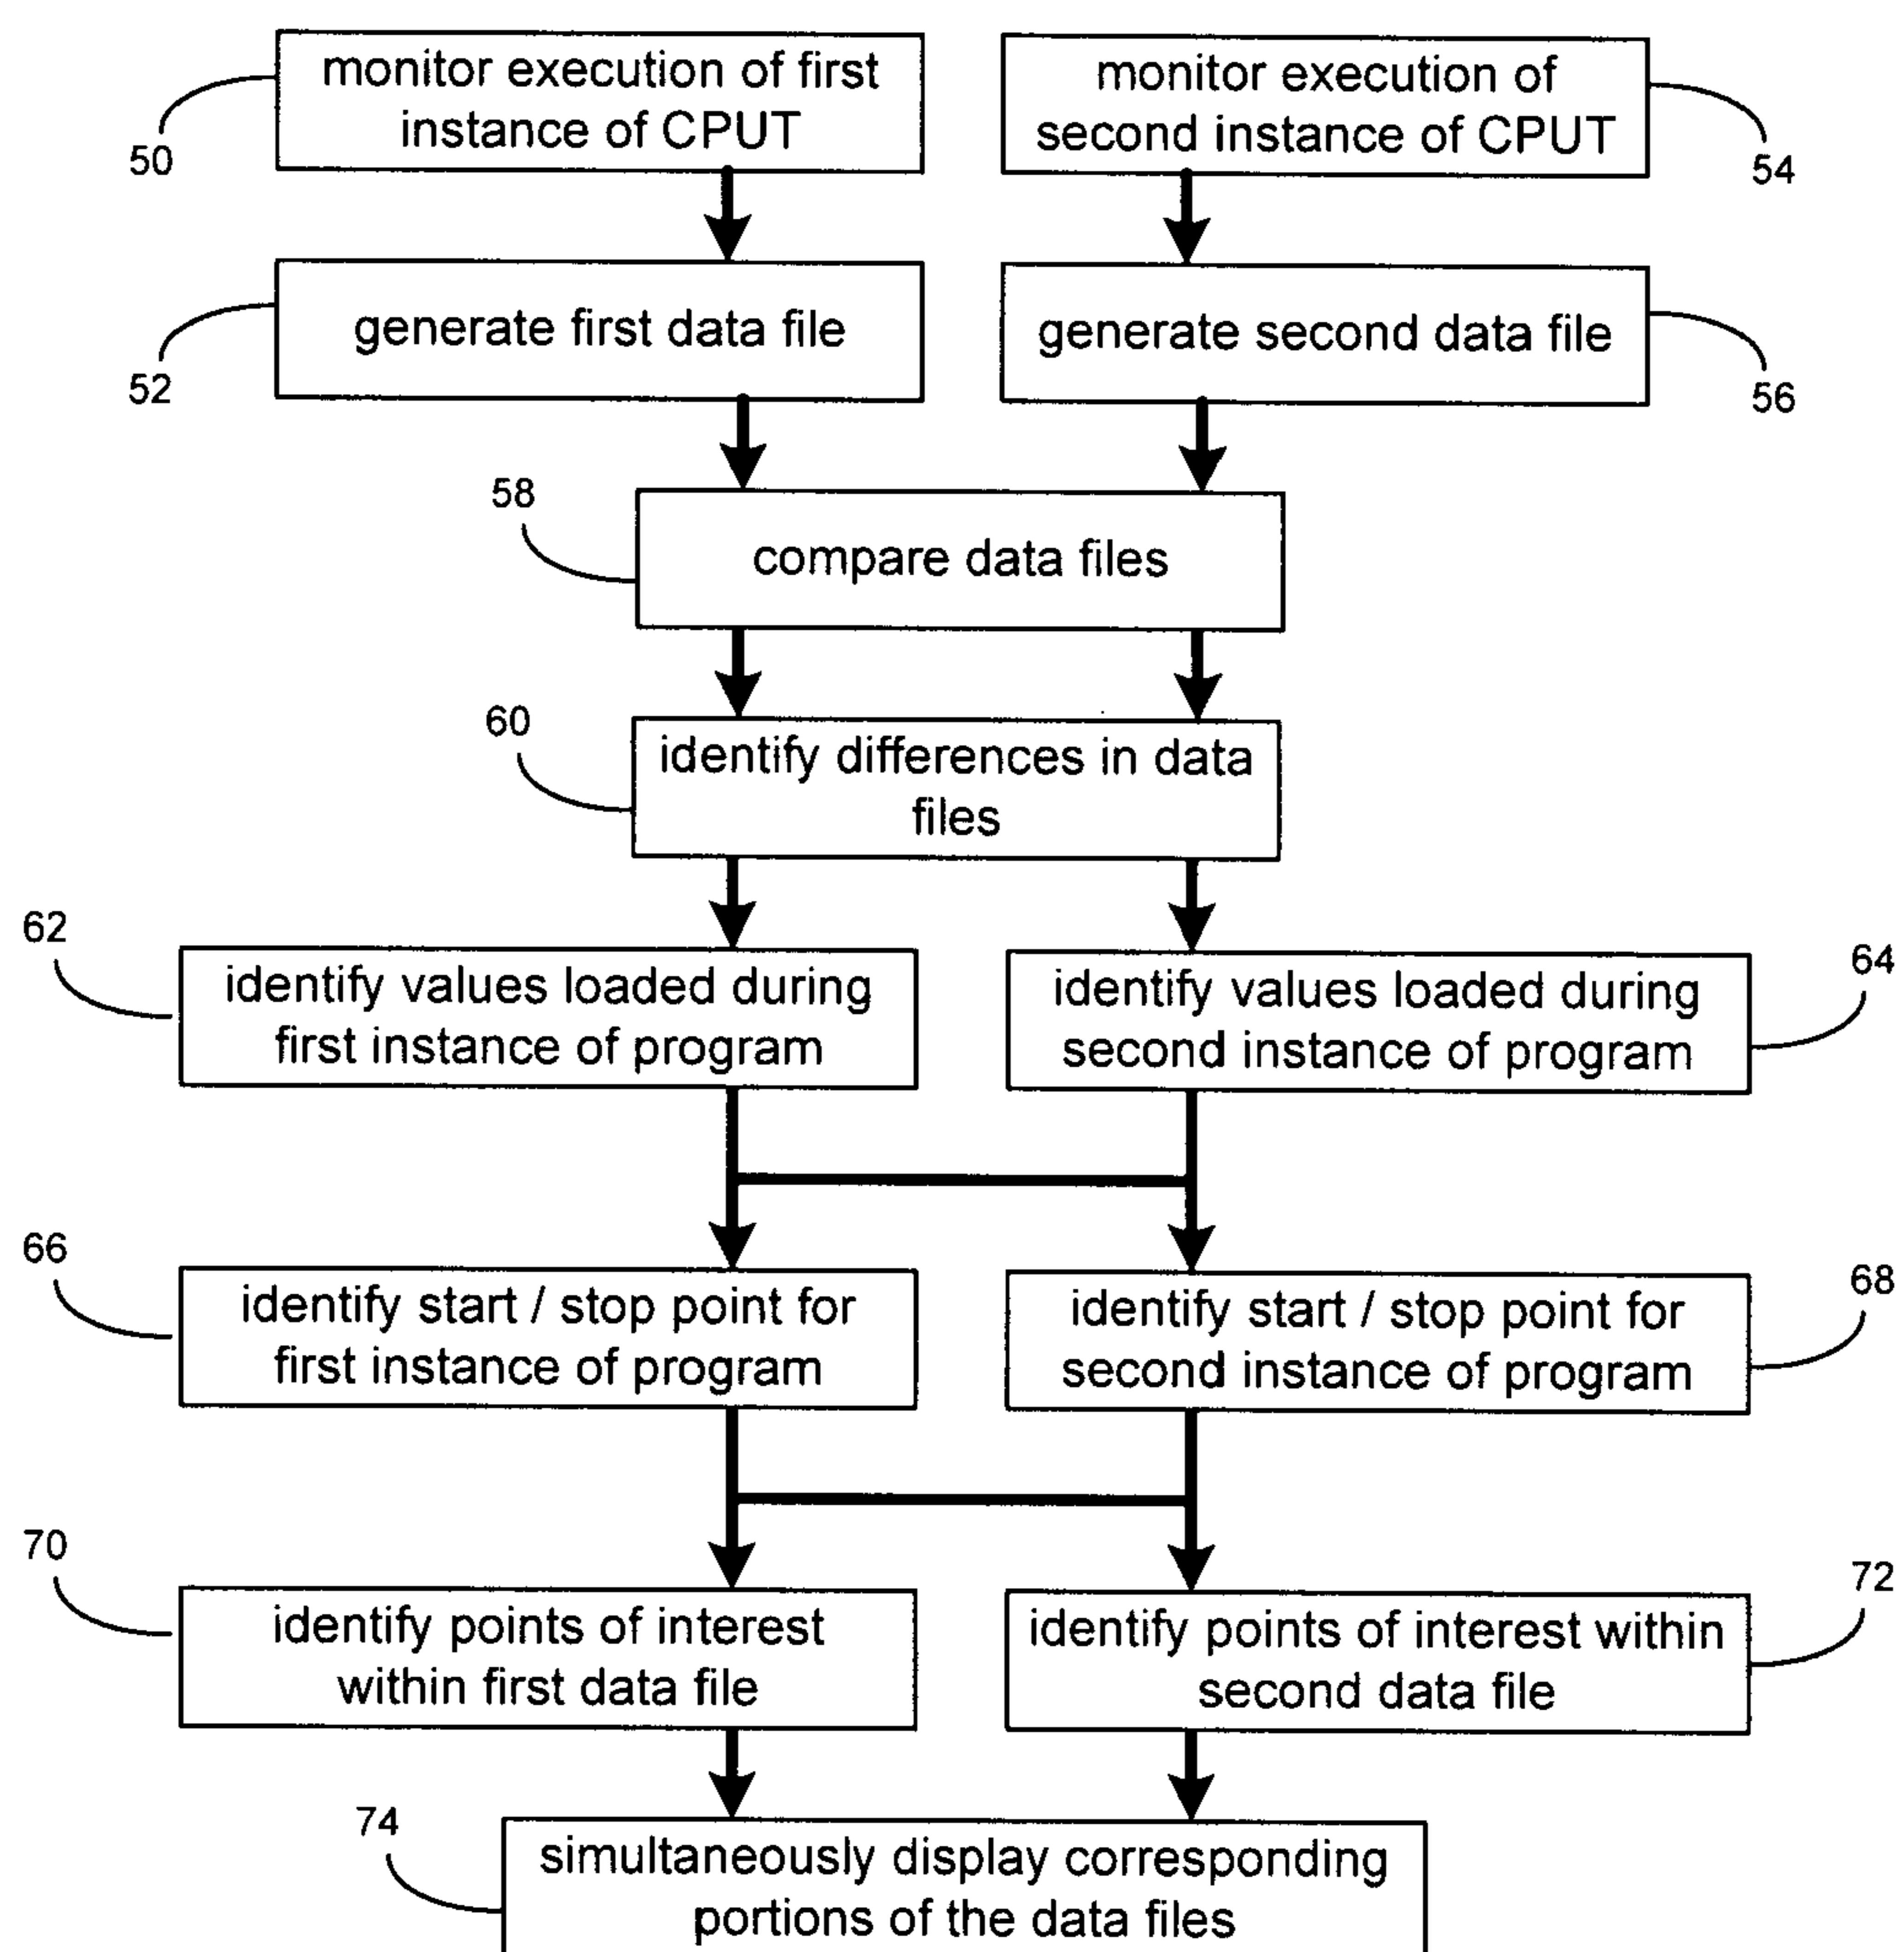 monitor execution of first
instance of CPUT
50
monitor execution of
second instance of CPUT
54
generate first data file
52
generate second data file
56
58
compare data files
60
identify differences in data
files
62
identify values loaded during
first instance of program
identify values loaded during
second instance of program
64
66
identify start / stop point for
first instance of program
identify start / stop point for
second instance of program
68
70
identify points of interest
within first data file
identify points of interest within
second data file
72
74
simultaneously display corresponding
portions of the data files